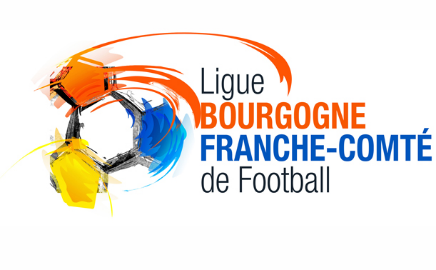 Ligue
BOURGOGNE
FRANCHE-COMTÉ
de Football